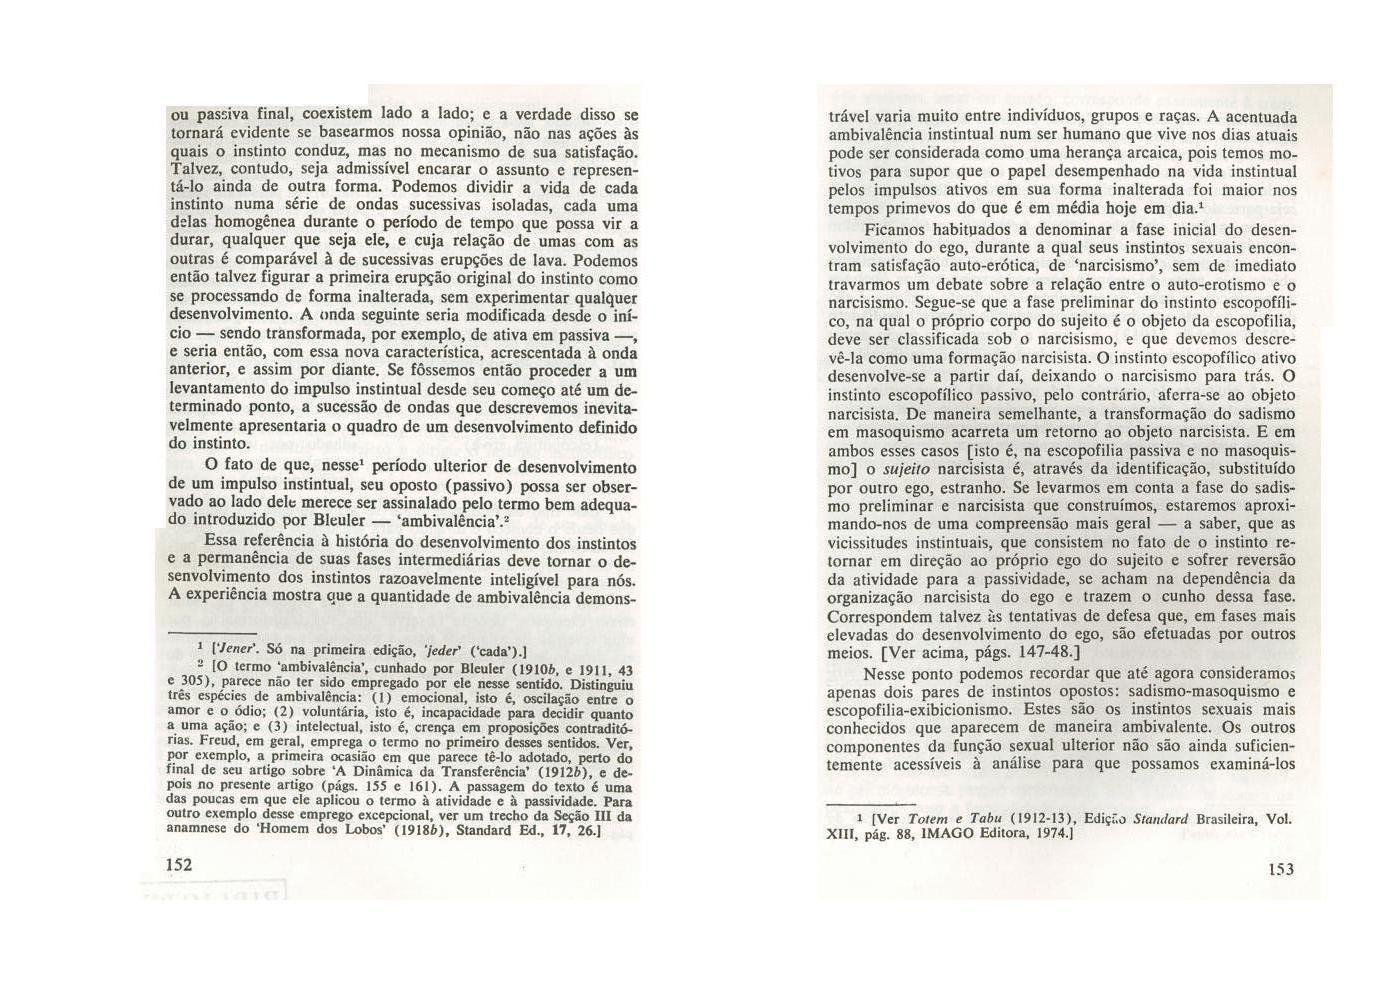 ou passiva final, coexistem lado a lado; e a verdade disso se
tornará evidente se basearmos nossa opinião, não nas ações às
quais o instinto conduz, mas no mecanismo de sua satisfação.
Talvez, contudo, seja admissível encarar o assunto e represen-
tá-lo ainda de outra forma. Podemos dividir a vida de cada
instinto numa série de ondas sucessivas isoladas, cada uma
delas homogênea durante o período de tempo que possa vir a
durar, qualquer que seja ele, e cuja relação de umas com as
outras é comparável à de sucessivas erupções de lava. Podemos
então talvez figurar a primeira erupção original do instinto como
se processando de forma inalterada, sem experimentar qualquer
desenvolvimento. A onda seguinte seria modificada desde o iní-
cio — sendo transformada, por exemplo, de ativa em passiva —,
e seria então, com essa nova característica, acrescentada à onda
anterior, e assim por diante. Se fôssemos então proceder a um
levantamento do impulso instintual desde seu começo até um de-
terminado ponto, a sucessão de ondas que descrevemos inevita-
velmente apresentaria o quadro de um desenvolvimento definido
do instinto.
O fato de que, nesse¹ período ulterior de desenvolvimento
de um impulso instintual, seu oposto (passivo) possa ser obser-
vado ao lado dele merece ser assinalado pelo termo bem adequa-
do introduzido por Bleuler — ‘ambivalência’.²
Essa referência à história do desenvolvimento dos instintos
e a permanência de suas fases intermediárias deve tornar o de-
senvolvimento dos instintos razoavelmente inteligível para nós.
A experiência mostra que a quantidade de ambivalência demons-
¹ [‘Jener’. Só na primeira edição, ‘jeder’ (‘cada’).]
² [O termo ‘ambivalência’, cunhado por Bleuler (1910b, e 1911, 43
e 305), parece não ter sido empregado por ele nesse sentido. Distinguiu
três espécies de ambivalência: (1) emocional, isto é, oscilação entre o
amor e o ódio; (2) voluntária, isto é, incapacidade para decidir quanto
a uma ação; e (3) intelectual, isto é, crença em proposições contraditó-
rias. Freud, em geral, emprega o termo no primeiro desses sentidos. Ver,
por exemplo, a primeira ocasião em que parece tê-lo adotado, perto do
final de seu artigo sobre ‘A Dinâmica da Transferência’ (1912b), e de-
pois no presente artigo (págs. 155 e 161). A passagem do texto é uma
das poucas em que ele aplicou o termo à atividade e à passividade. Para
outro exemplo desse emprego excepcional, ver um trecho da Seção III da
anamnese do ‘Homem dos Lobos’ (1918b), Standard Ed., 17, 26.]
152
trável varia muito entre indivíduos, grupos e raças. A acentuada
ambivalência instintual num ser humano que vive nos dias atuais
pode ser considerada como uma herança arcaica, pois temos mo-
tivos para supor que o papel desempenhado na vida instintual
pelos impulsos ativos em sua forma inalterada foi maior nos
tempos primevos do que é em média hoje em dia.¹
Ficamos habituados a denominar a fase inicial do desen-
volvimento do ego, durante a qual seus instintos sexuais encon-
tram satisfação auto-erótica, de ‘narcisismo’, sem de imediato
travarmos um debate sobre a relação entre o auto-erotismo e o
narcisismo. Segue-se que a fase preliminar do instinto escopofíli-
co, na qual o próprio corpo do sujeito é o objeto da escopofilia,
deve ser classificada sob o narcisismo, e que devemos descre-
vê-la como uma formação narcisista. O instinto escopofílico ativo
desenvolve-se a partir daí, deixando o narcisismo para trás. O
instinto escopofílico passivo, pelo contrário, aferra-se ao objeto
narcisista. De maneira semelhante, a transformação do sadismo
em masoquismo acarreta um retorno ao objeto narcisista. E em
ambos esses casos [isto é, na escopofilia passiva e no masoquis-
mo] o sujeito narcisista é, através da identificação, substituído
por outro ego, estranho. Se levarmos em conta a fase do sadis-
mo preliminar e narcisista que construímos, estaremos aproxi-
mando-nos de uma compreensão mais geral — a saber, que as
vicissitudes instintuais, que consistem no fato de o instinto re-
tornar em direção ao próprio ego do sujeito e sofrer reversão
da atividade para a passividade, se acham na dependência da
organização narcisista do ego e trazem o cunho dessa fase.
Correspondem talvez às tentativas de defesa que, em fases mais
elevadas do desenvolvimento do ego, são efetuadas por outros
meios. [Ver acima, págs. 147-48.]
Nesse ponto podemos recordar que até agora consideramos
apenas dois pares de instintos opostos: sadismo-masoquismo e
escopofilia-exibicionismo. Estes são os instintos sexuais mais
conhecidos que aparecem de maneira ambivalente. Os outros
componentes da função sexual ulterior não são ainda suficien-
temente acessíveis à análise para que possamos examiná-los
¹ [Ver Totem e Tabu (1912-13), Edição Standard Brasileira, Vol.
XIII, pág. 88, IMAGO Editora, 1974.]
153